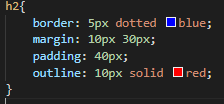 h2{
    border: 5px dotted blue;
    margin: 10px 30px;
    padding: 40px;
    outline: 10px solid red;
}